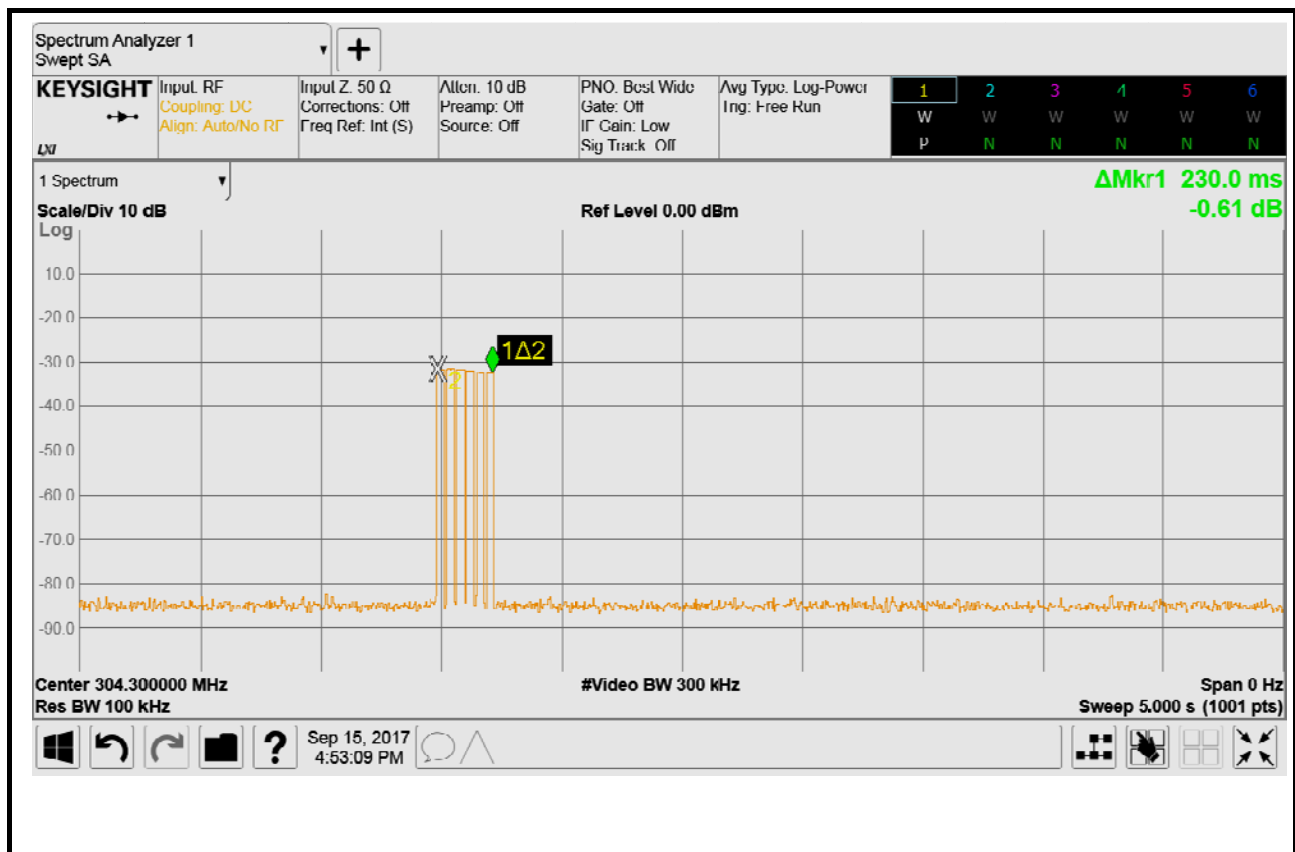 Spectrum Analyzer 1
Swept SA
KEYSIGHT
LXI
Input: RF
Coupling: DC
Align: Auto/No RF
Input Z: 50 Ω
Corrections: Off
Freq Ref: Int (S)
Atten: 10 dB
Preamp: Off
Source: Off
PNO: Best Wide
Gate: Off
IF Gain: Low
Sig Track: Off
Avg Type: Log-Power
Trig: Free Run
1 2 3 4 5 6
W W W W W W
P N N N N N
1 Spectrum
ΔMkr1 230.0 ms
-0.61 dB
Scale/Div 10 dB
Ref Level 0.00 dBm
Log
10.0
-20.0
-30.0
-40.0
-50.0
-60.0
-70.0
-80.0
-90.0
X
2
1Δ2
Center 304.300000 MHz
#Video BW 300 kHz
Span 0 Hz
Res BW 100 kHz
Sweep 5.000 s (1001 pts)
?
Sep 15, 2017
4:53:09 PM